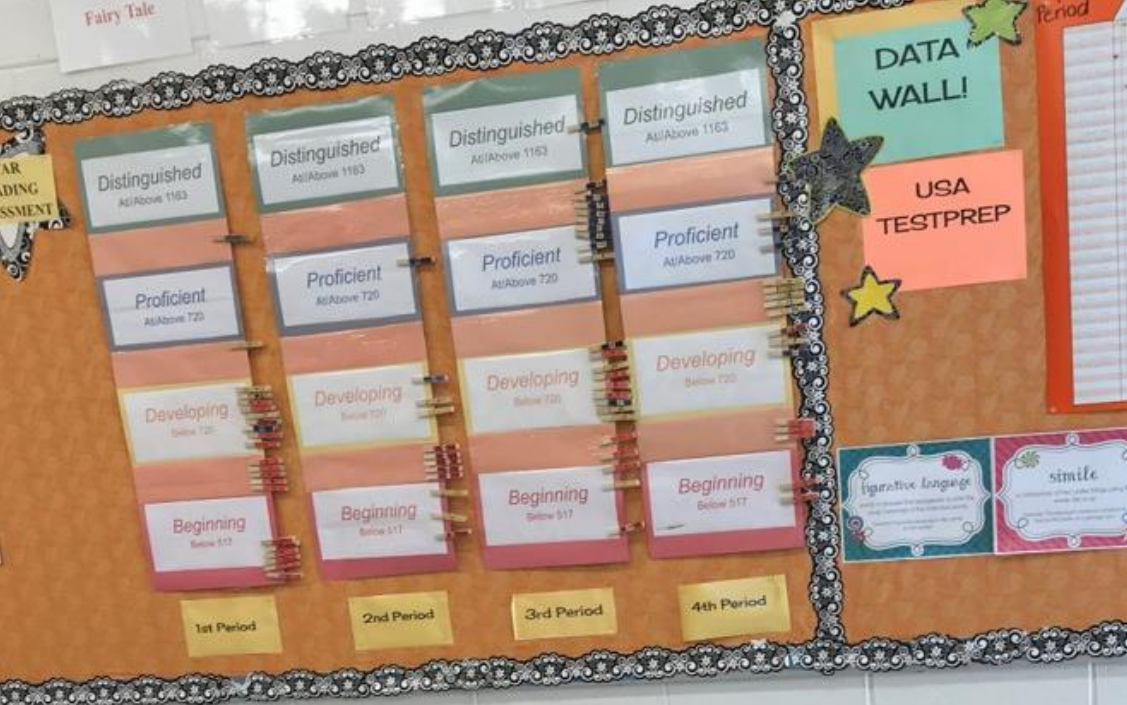 Fairy Tale
Distinguished
At/Above 1163
Proficient
At/Above 720
Developing
Below 720
Beginning
Below 517
1st Period
Distinguished
At/Above 1163
Proficient
At/Above 720
Developing
Below 720
Beginning
Below 517
2nd Period
Distinguished
At/Above 1163
Proficient
At/Above 720
Developing
Below 720
Beginning
Below 517
3rd Period
Distinguished
At/Above 1163
Proficient
At/Above 720
Developing
Below 720
Beginning
Below 517
4th Period
DATA
WALL!
USA
TESTPREP
Period
figurative language
simile